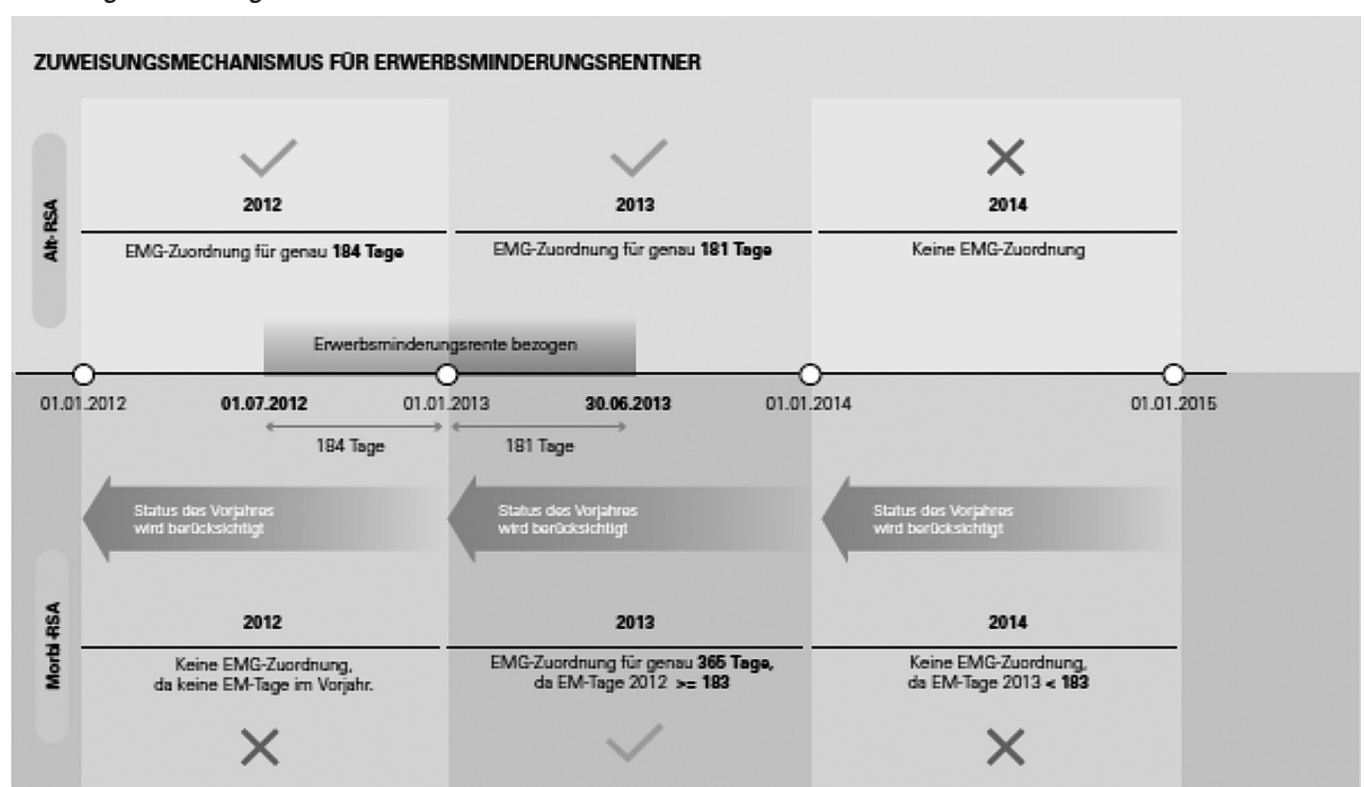 ZUWEISUNGSMECHANISMUS FÜR ERWERBSMINDERUNGSRENTNER
Alt-RSA
2012
EMG-Zuordnung für genau 184 Tage
2013
EMG-Zuordnung für genau 181 Tage
2014
Keine EMG-Zuordnung
Erwerbsminderungsrente bezogen
01.01.2012
01.07.2012
01.01.2013
30.06.2013
01.01.2014
01.01.2015
184 Tage
181 Tage
Status des Vorjahres
wird berücksichtigt
Status des Vorjahres
wird berücksichtigt
Status des Vorjahres
wird berücksichtigt
Morbi-RSA
2012
Keine EMG-Zuordnung,
da keine EM-Tage im Vorjahr.
2013
EMG-Zuordnung für genau 365 Tage,
da EM-Tage 2012 >= 183
2014
Keine EMG-Zuordnung,
da EM-Tage 2013 < 183